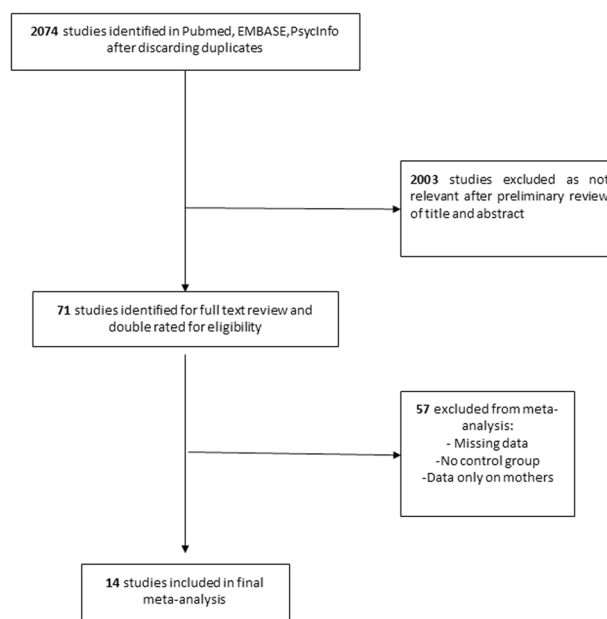 2074 studies identified in Pubmed, EMBASE,PsycInfo
after discarding duplicates
2003 studies excluded as not
relevant after preliminary review
of title and abstract
71 studies identified for full text review and
double rated for eligibility
57 excluded from meta-
analysis:
- Missing data
-No control group
-Data only on mothers
14 studies included in final
meta-analysis